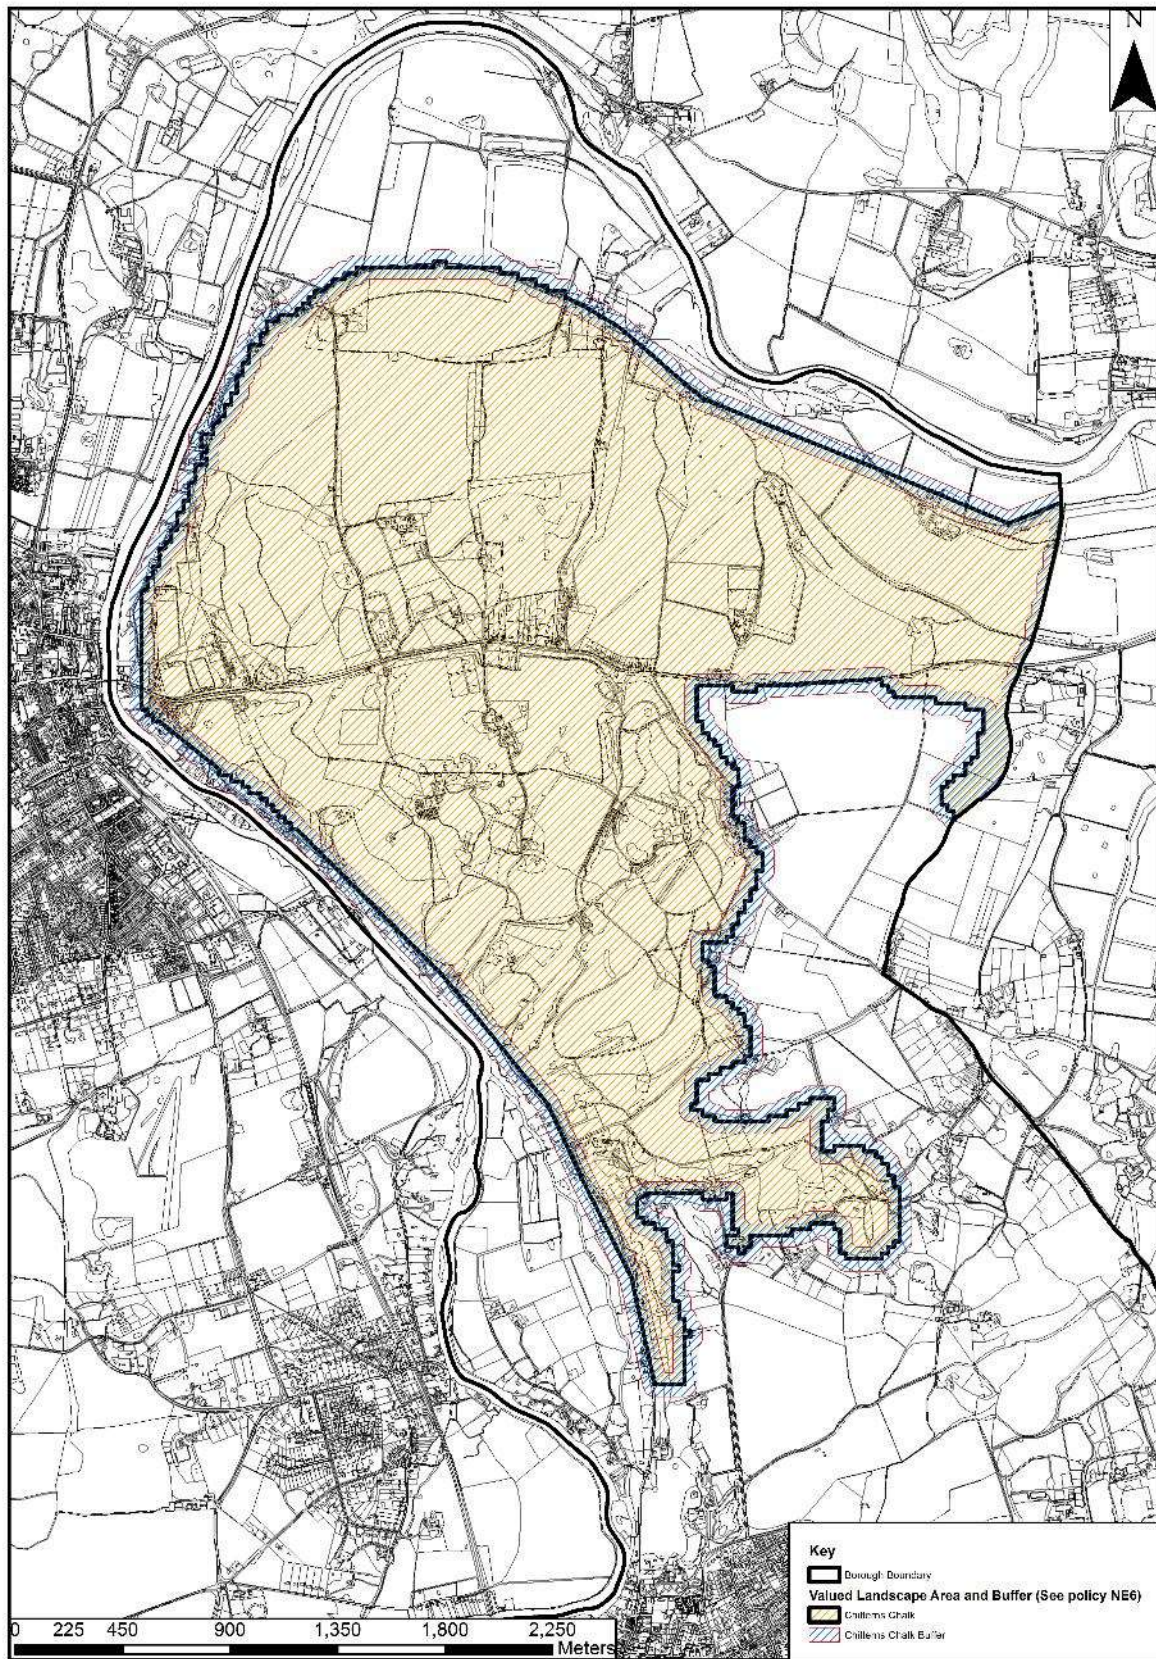 N
Key
Borough Boundary
Valued Landscape Area and Buffer (See policy NE6)
Chilterns Chalk
Chilterns Chalk Buffer
0 225 450 900 1,350 1,800 2,250
Meters